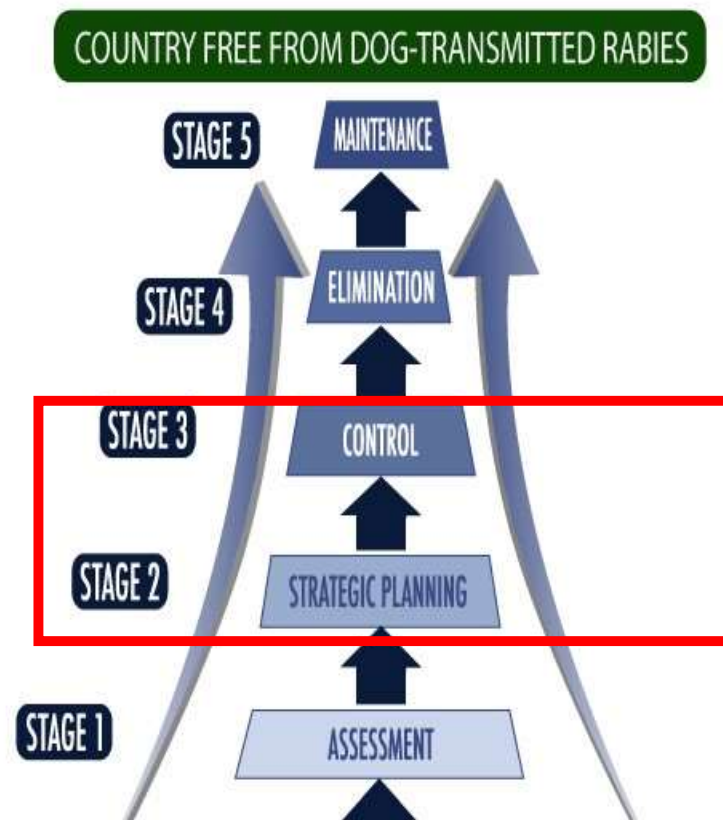 COUNTRY FREE FROM DOG-TRANSMITTED RABIES
STAGE 5
MAINTENANCE
STAGE 4
ELIMINATION
STAGE 3
CONTROL
STAGE 2
STRATEGIC PLANNING
STAGE 1
ASSESSMENT